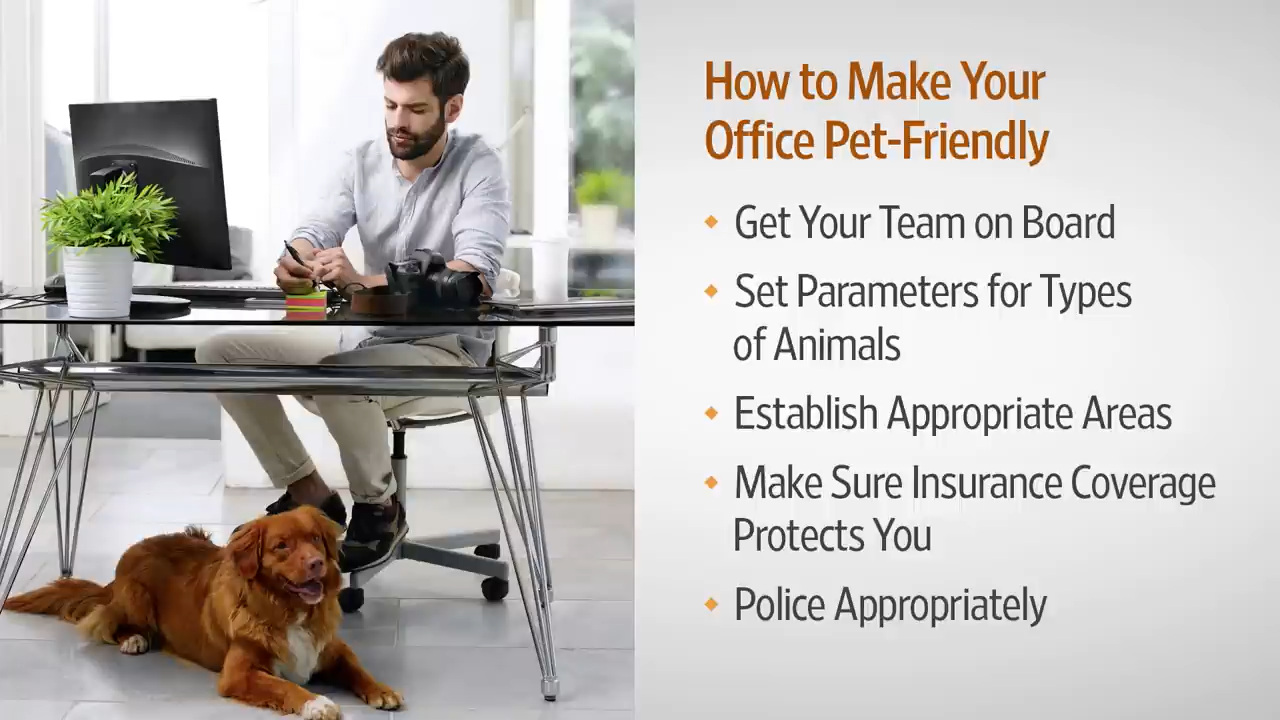 How to Make Your
Office Pet-Friendly
Get Your Team on Board
Set Parameters for Types
of Animals
Establish Appropriate Areas
Make Sure Insurance Coverage
Protects You
Police Appropriately